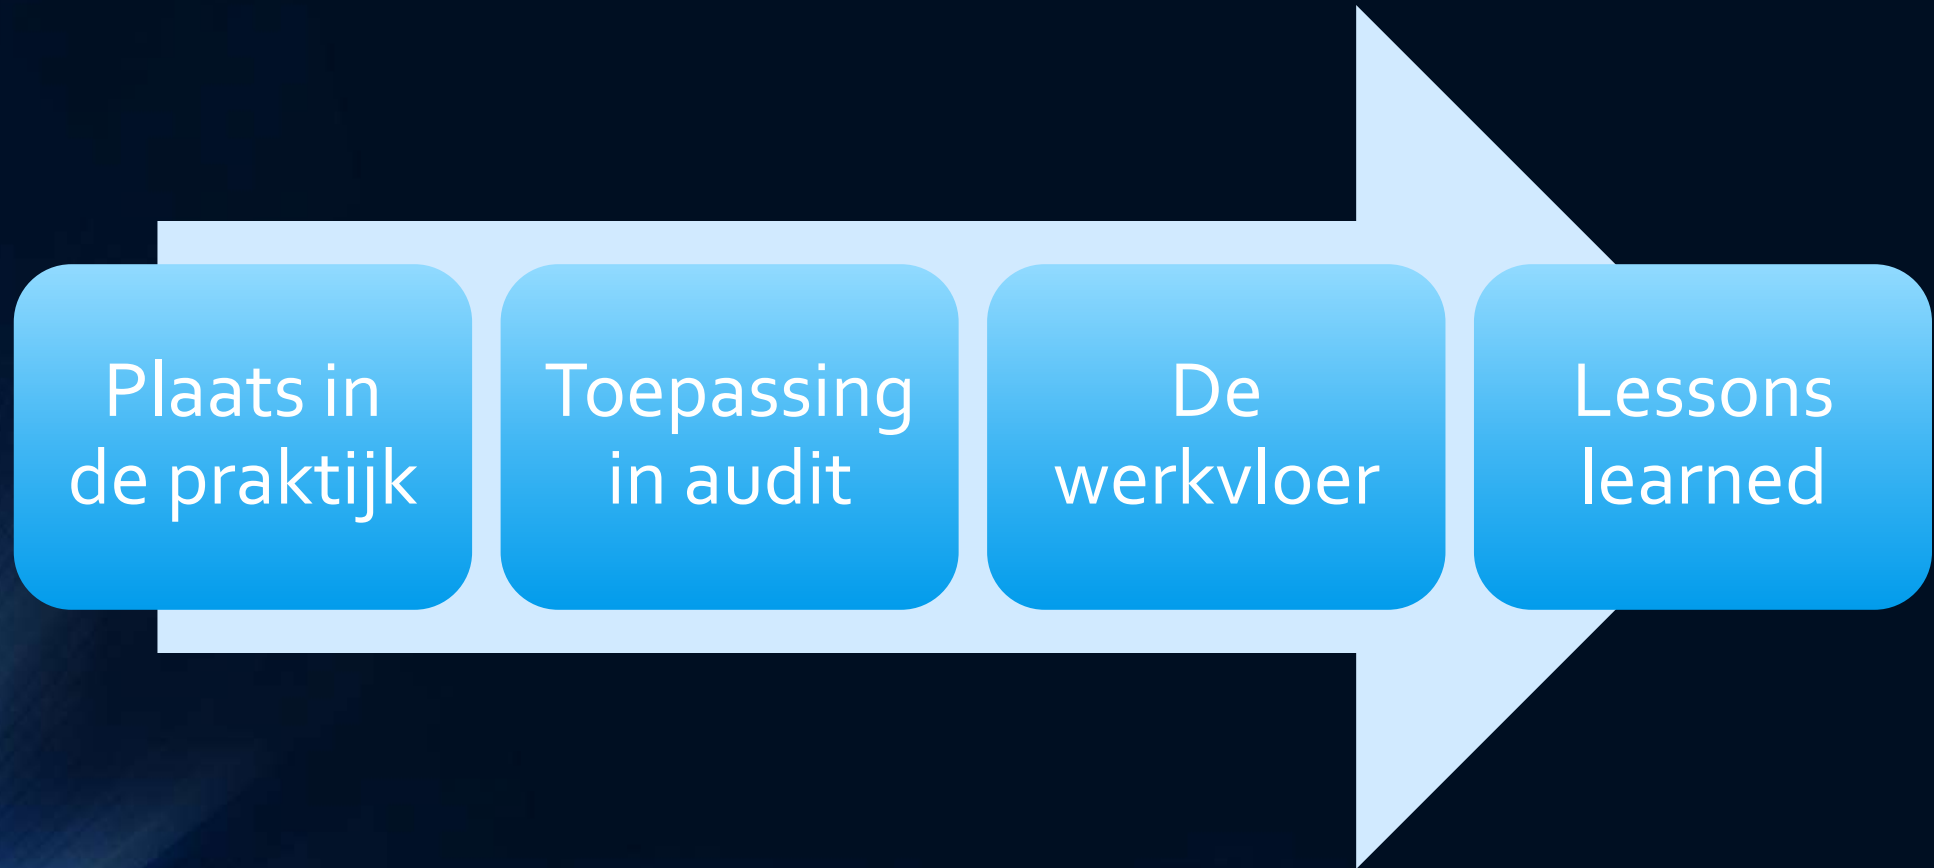 Plaats in
de praktijk
Toepassing
in audit
De
werkvloer
Lessons
learned